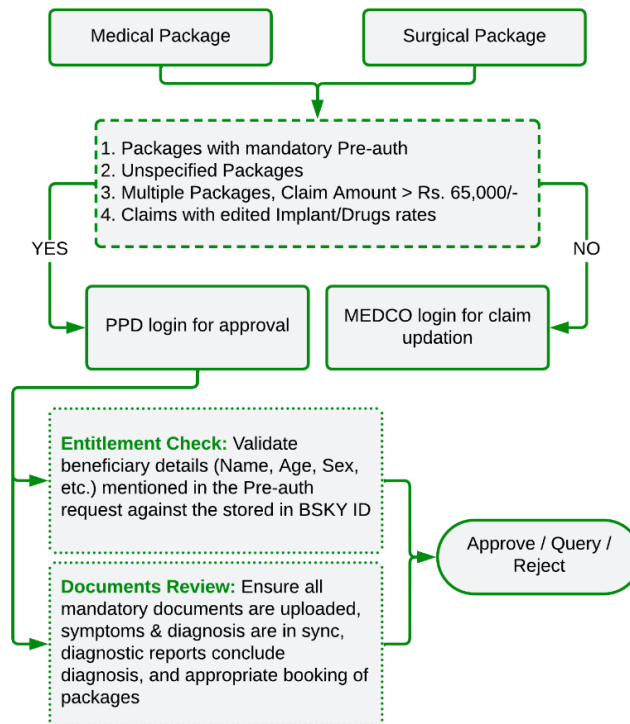 Medical Package
Surgical Package
1. Packages with mandatory Pre-auth
2. Unspecified Packages
3. Multiple Packages, Claim Amount > Rs. 65,000/-
4. Claims with edited Implant/Drugs rates
YES
NO
PPD login for approval
MEDCO login for claim
updation
Entitlement Check: Validate
beneficiary details (Name, Age, Sex,
etc.) mentioned in the Pre-auth
request against the stored in BSKY ID
Approve / Query /
Reject
Documents Review: Ensure all
mandatory documents are uploaded,
symptoms & diagnosis are in sync,
diagnostic reports conclude
diagnosis, and appropriate booking of
packages